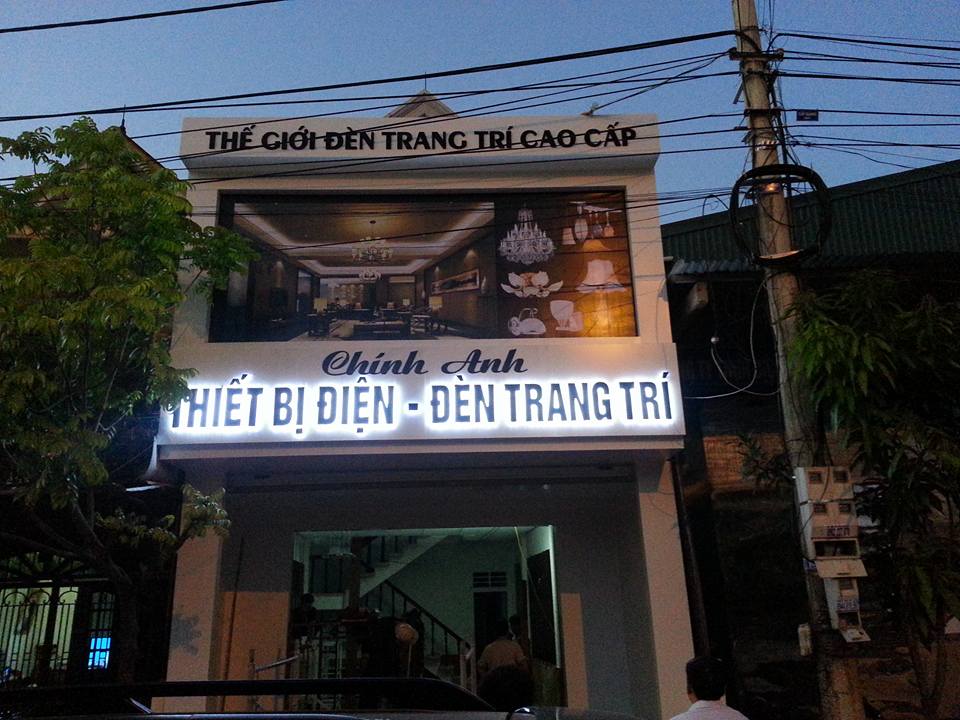 THẾ GIỚI ĐÈN TRANG TRÍ CAO CẤP
Chính Anh
THIẾT BỊ ĐIỆN - ĐÈN TRANG TRÍ